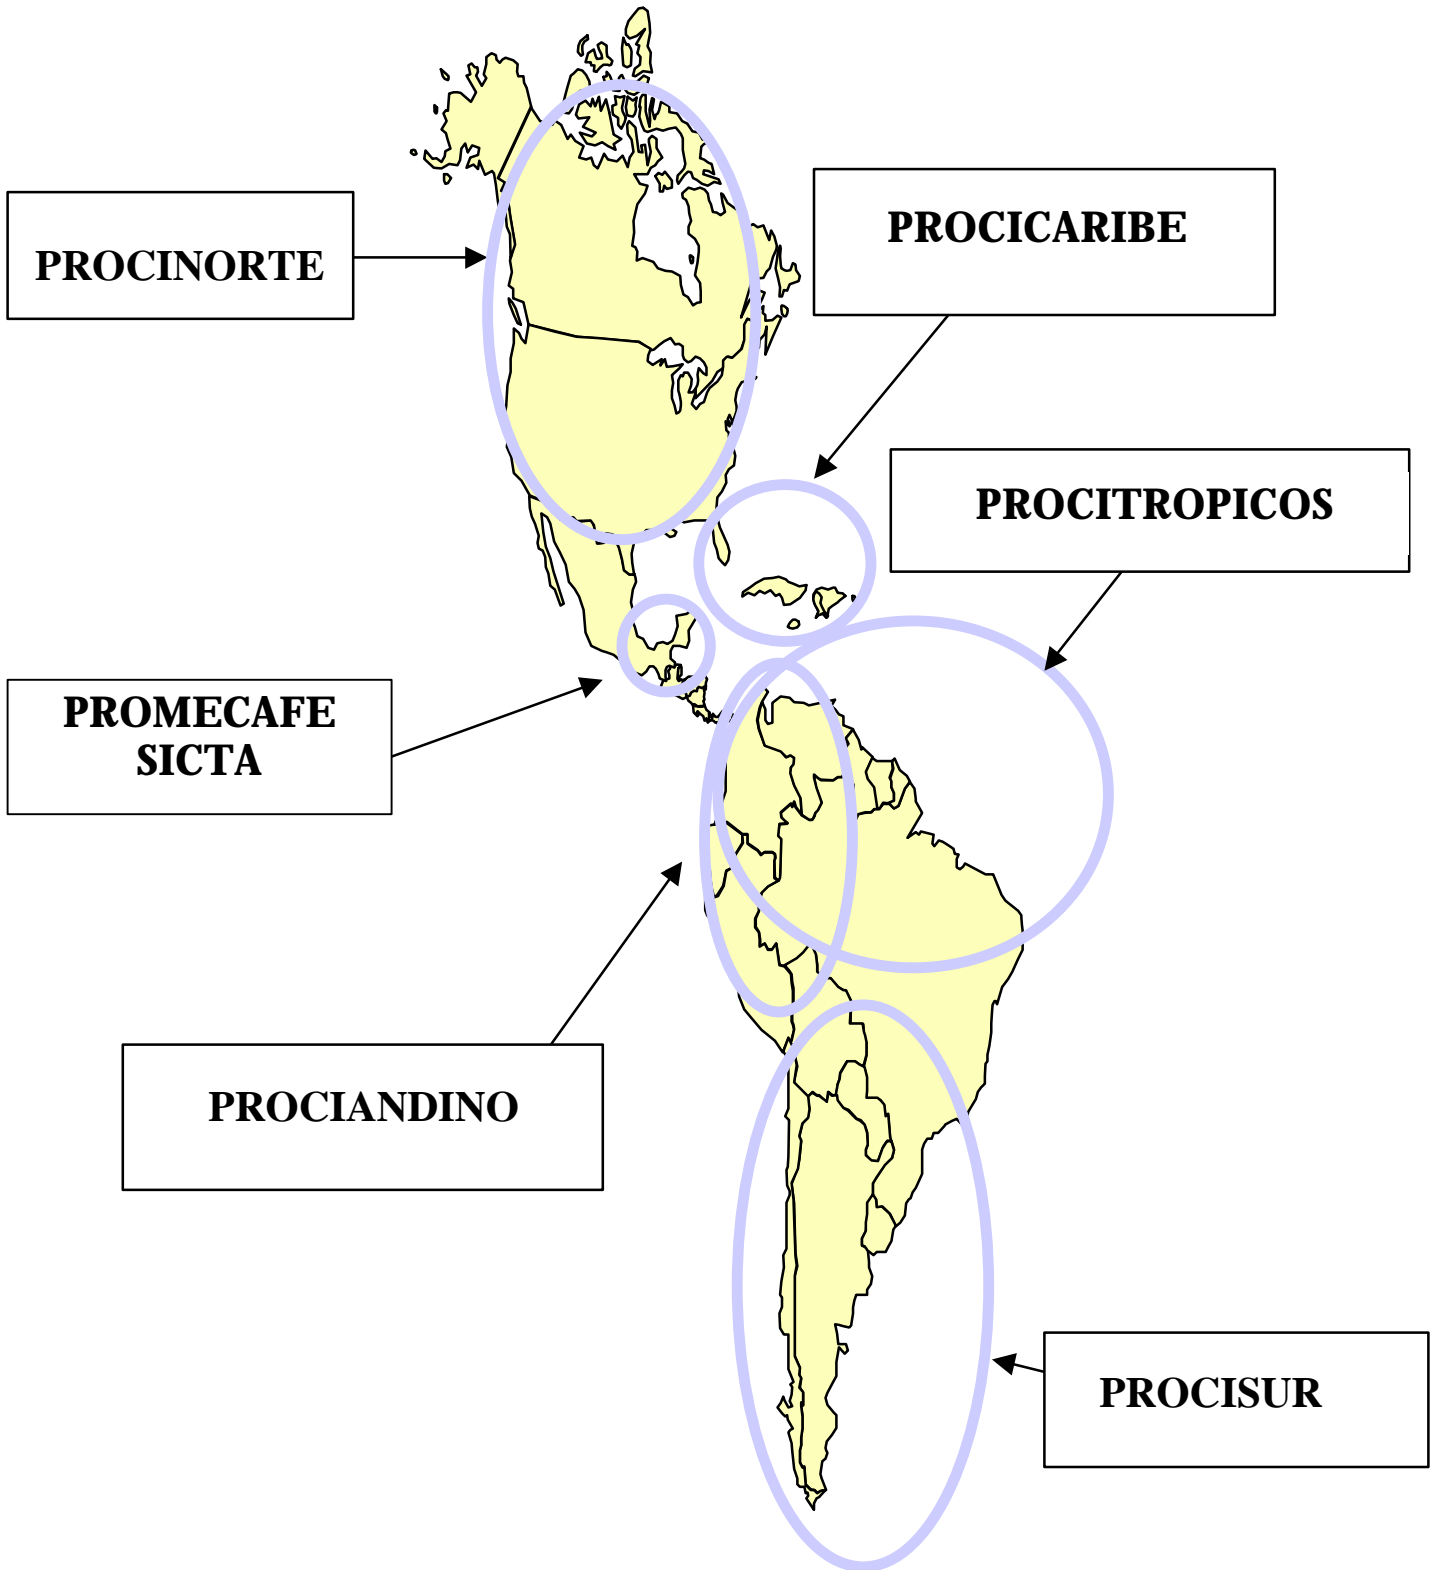 PROCINORTE
PROCICARIBE
PROCITROPICOS
PROMECAFE
SICTA
PROCIANDINO
PROCISUR